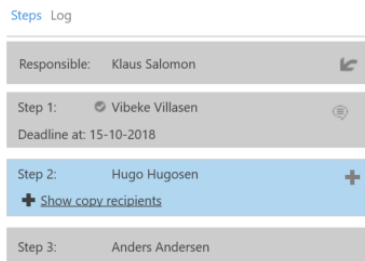 Steps Log
Responsible: Klaus Salomon
Step 1: Vibeke Villasen
Deadline at: 15-10-2018
Step 2: Hugo Hugosen
Show copy recipients
Step 3: Anders Andersen